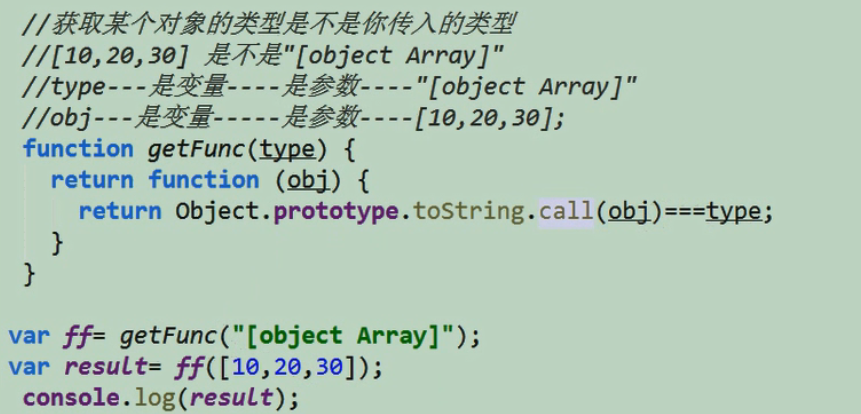 //获取某个对象的类型是不是你传入的类型
//[10,20,30] 是不是"[object Array]"
//type---是变量----是参数----"[object Array]"
//obj---是变量-----是参数----[10,20,30];
function getFunc(type) {
return function (obj) {
return Object.prototype.toString.call(obj)===type;
}
}
var ff= getFunc("[object Array]");
var result= ff([10,20,30]);
console.log(result);